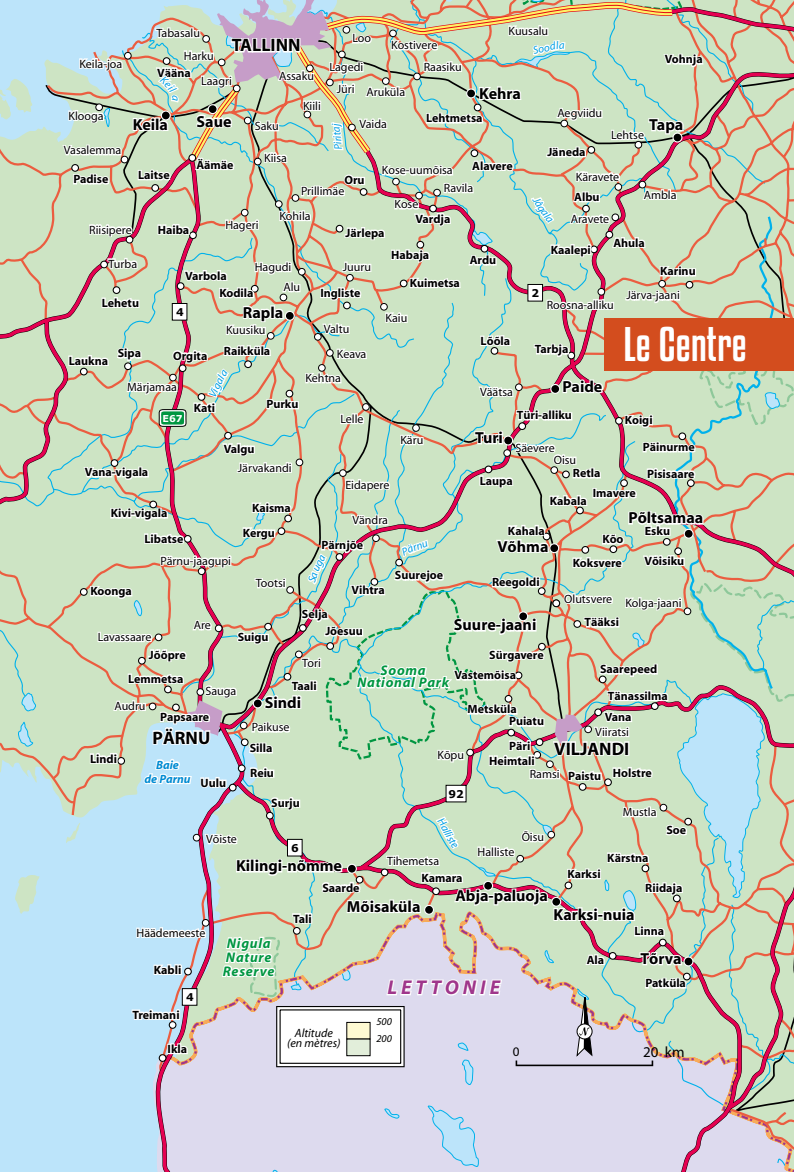 Tabasalu
TALLINN
Loo
Kostivere
Kuusalu
Soodla
Vohnja
Keila-joa
Harku
Vääna
Laagri
Keila
Assaku
Lagedi
Jüri
Raasiku
Aruküla
Kehra
Klooga
Keila
Saue
Saku
Kiili
Pirita
Vaida
Lehtmetsa
Aegviidu
Lehtse
Tapa
Vasalemma
Padise
Laitse
Äämäe
Kiisa
Oru
Kose-uumõisa
Alavere
Jäneda
Käravete
Ambla
Prillimäe
Kose
Ravila
Vardja
Jägala
Albu
Aravete
Riisipere
Haiba
Hageri
Kohila
Järlepa
Habaja
Ardu
Kaalepi
Ahula
Turba
Lehetu
Varbola
Kodila
Hagudi
Alu
Juuru
Ingliste
Kuimetsa
Kaiu
2
Roosna-alliku
Karinu
Järva-jaani
4
Rapla
Kuusiku
Valtu
Le Centre
Laukna
Sipa
Orgita
Raikküla
Keava
Kehtna
Lõõla
Tarbja
Märjamaa
Vigala
Kati
Purku
Väätsa
Paide
E67
Lelle
Türi-alliku
Koigi
Valgu
Käru
Turi
Säevere
Päinurme
Vana-vigala
Järvakandi
Eidapere
Laupa
Oisu
Retla
Imavere
Pisisaare
Kivi-vigala
Kaisma
Kergu
Vändra
Kabala
Põltsamaa
Libatse
Pärnjõe
Pärnu
Kahala
Võhma
Koksvere
Kõo
Esku
Võisiku
Pärnu-jaagupi
Sauga
Suurejoe
Koonga
Tootsi
Vihtra
Reegoldi
Olutsvere
Kolga-jaani
Are
Suigu
Selja
Jõesuu
Suure-jaani
Tääksi
Lavassaare
Jõõpre
Tori
Sürgavere
Lemmetsa
Sauga
Taali
Sooma
National Park
Vastemõisa
Saarepeed
Audru
Papsaare
Sindi
Metsküla
Tänassilma
PÄRNU
Paikuse
Puiatu
Vana
Viiratsi
Silla
Kõpu
Päri
VILJANDI
Lindi
Baie
de Parnu
Reiu
Heimtali
Ramsi
Paistu
Holstre
Uulu
92
Surju
Mustla
Soe
Võiste
6
Halliste
Õisu
Kilingi-nõmme
Tihemetsa
Halliste
Kärstna
Saarde
Kamara
Karksi
Riidaja
Mõisaküla
Abja-paluoja
Karksi-nuia
Häädemeeste
Tali
Linna
Nigula
Nature
Reserve
Ala
Tõrva
Kabli
LETTONIE
Patküla
4
Treimani
Altitude
(en mètres)
500
200
N
Ikla
0
20 km